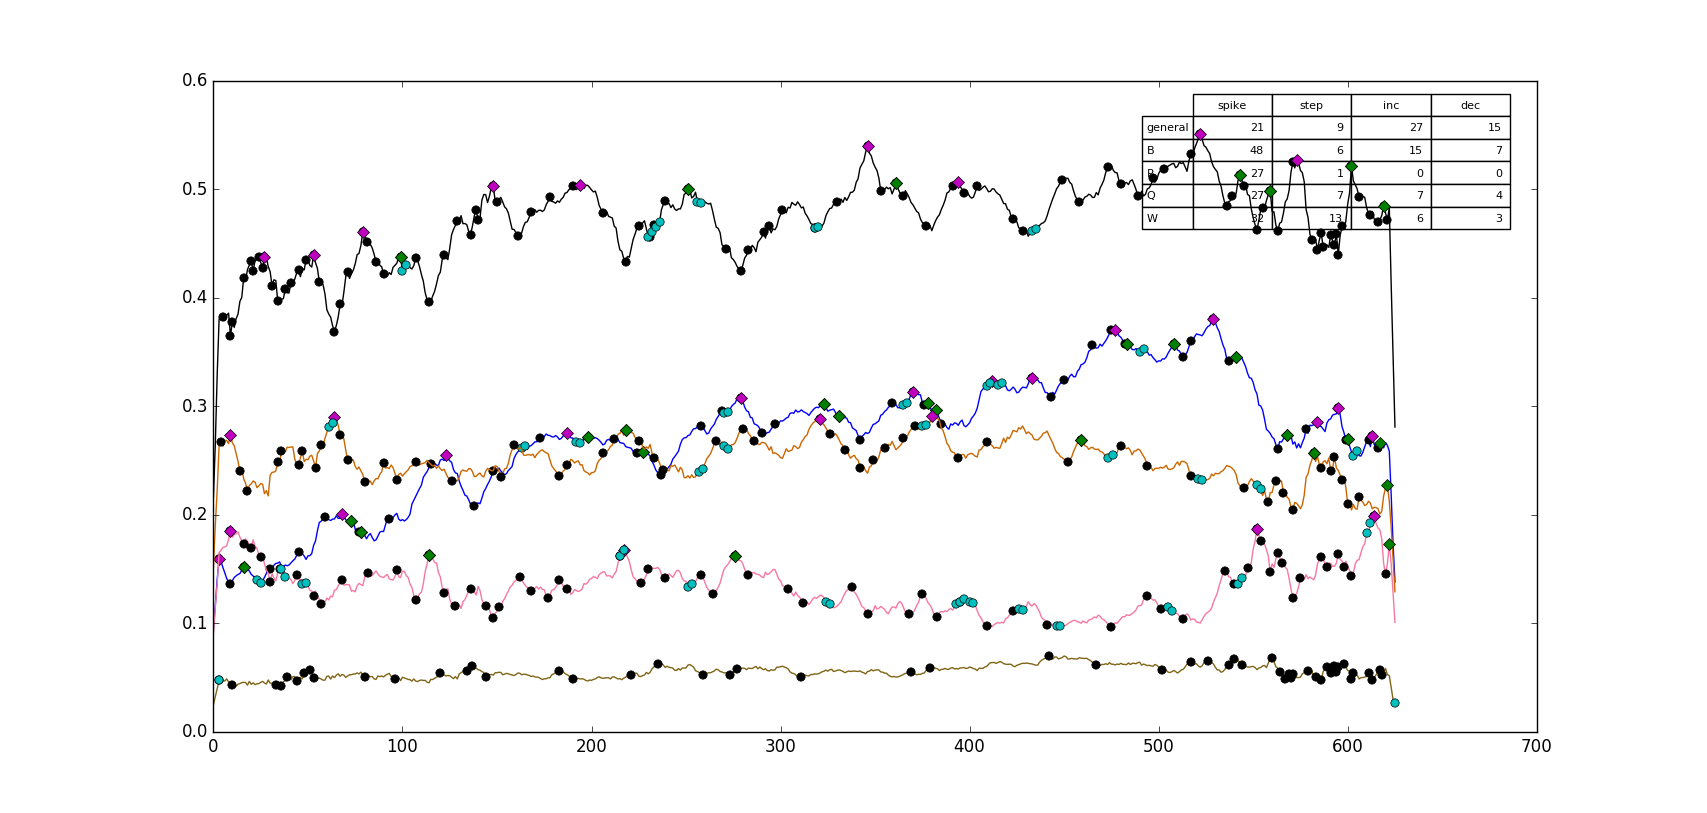 0.6
spike step inc dec
general 21 9 27 15
B 48 6 15 7
27 1 0 0
0.5
Q 27 7 7 4
W 32 13 6 3
0.4
0.3
0.2
0.1
0.0
0 100 200 300 400 500 600 700